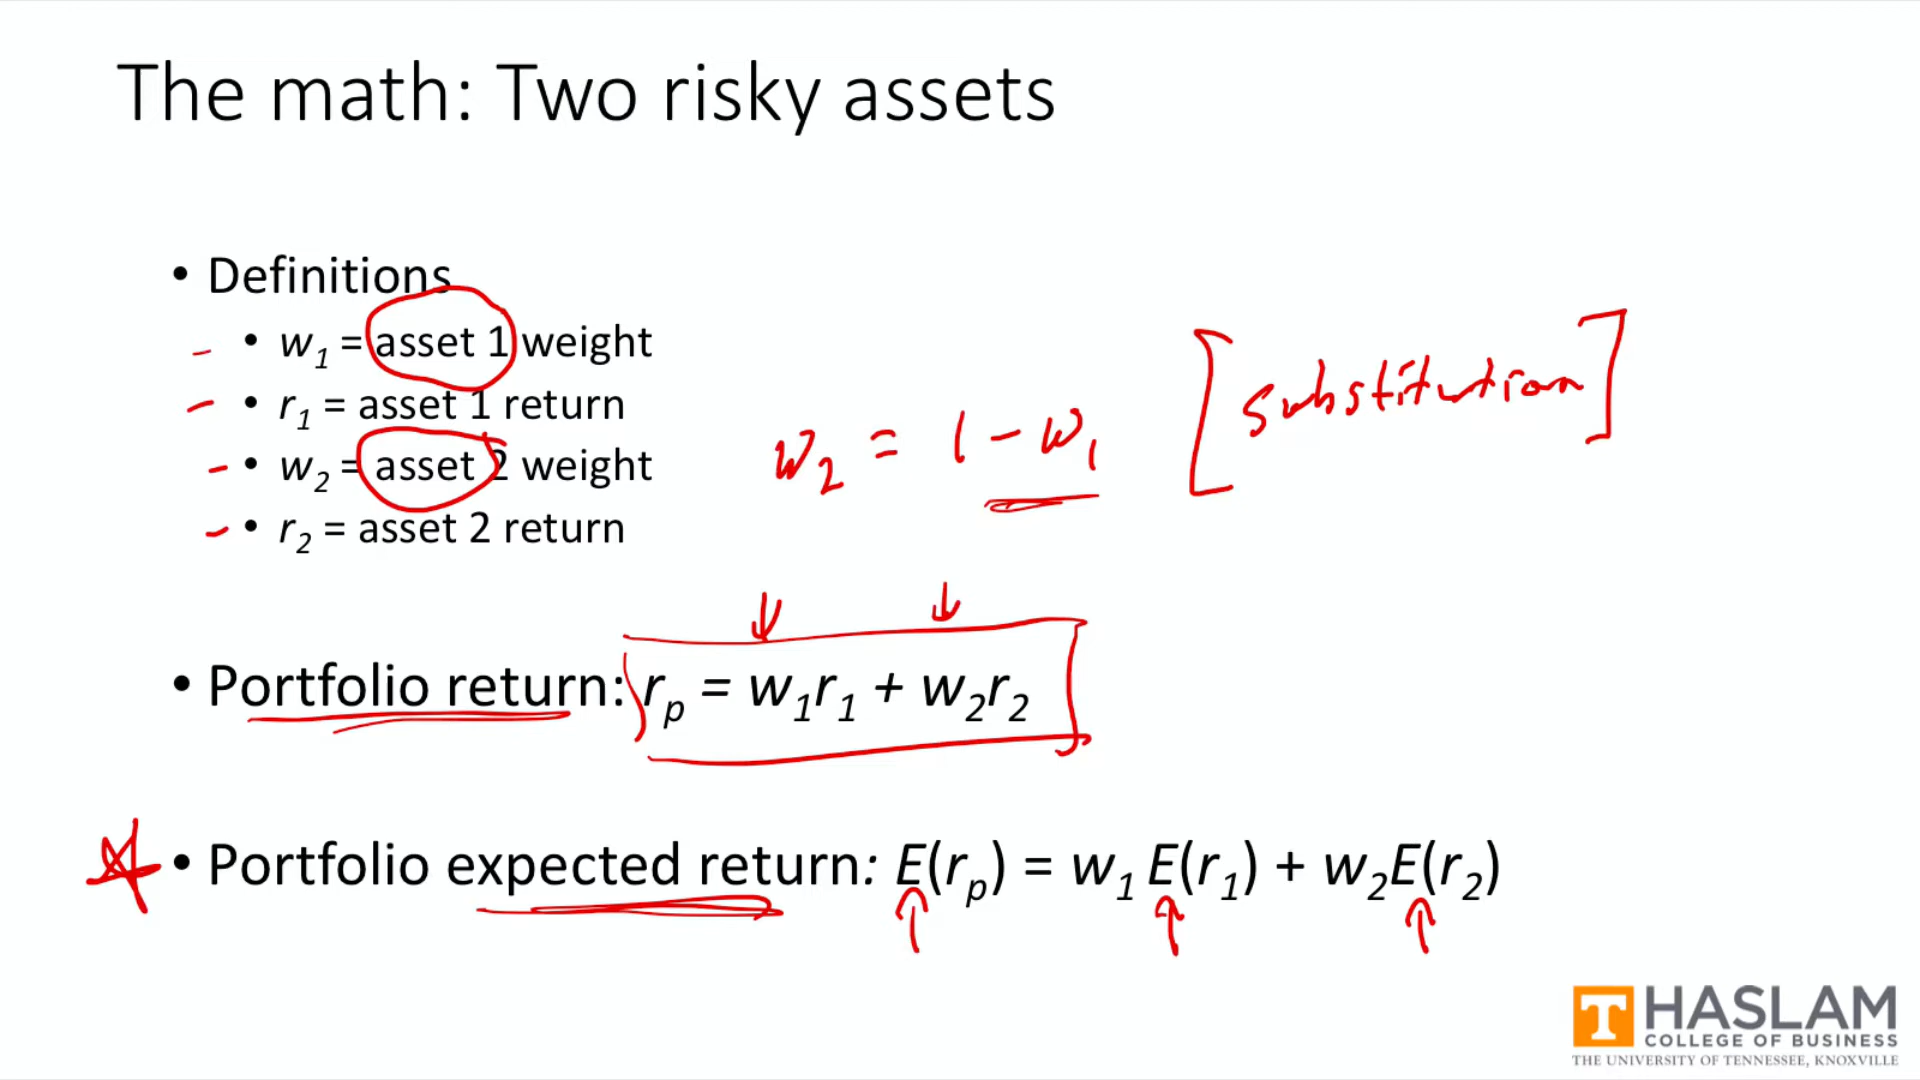 The math: Two risky assets
• Definitions
• w₁ = asset 1 weight
• r₁ = asset 1 return
• w₂ = asset 2 weight
• r₂ = asset 2 return
w₂ = 1 - w₁ [substitution]
• Portfolio return: rₚ = w₁r₁ + w₂r₂
• Portfolio expected return: E(rₚ) = w₁ E(r₁) + w₂E(r₂)
T HASLAM
COLLEGE OF BUSINESS
THE UNIVERSITY OF TENNESSEE, KNOXVILLE